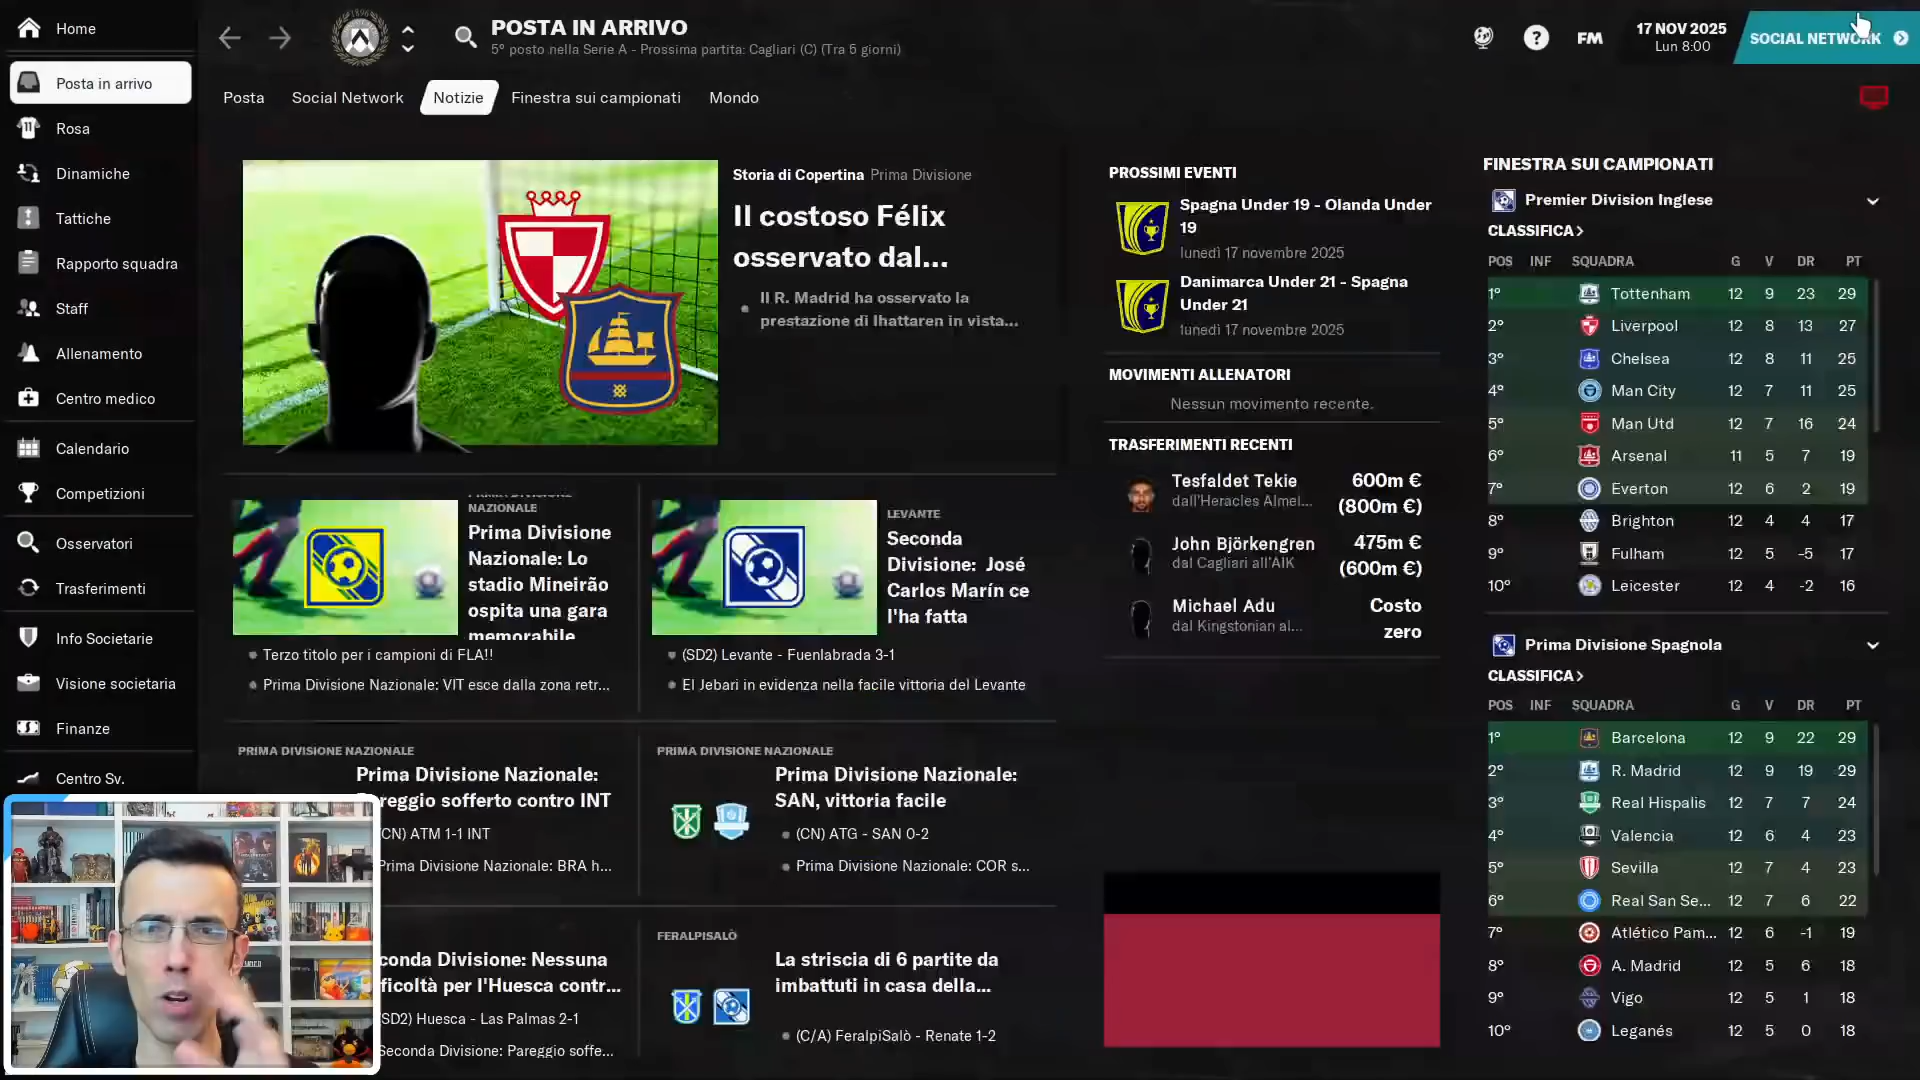 Home
Posta in arrivo
Rosa
Dinamiche
Tattiche
Rapporto squadra
Staff
Allenamento
Centro medico
Calendario
Competizioni
Osservatori
Trasferimenti
Info Societarie
Visione societaria
Finanze
Centro Sv.
POSTA IN ARRIVO
5° posto nella Serie A - Prossima partita: Cagliari (C) (Tra 5 giorni)
FM
17 NOV 2025
Lun 8:00
SOCIAL NETWORK
Posta
Social Network
Notizie
Finestra sui campionati
Mondo
Storia di Copertina Prima Divisione
Il costoso Félix
osservato dal...
Il R. Madrid ha osservato la
prestazione di Ihattaren in vista...
NAZIONALE
Prima Divisione
Nazionale: Lo
stadio Mineirão
ospita una gara
memorabile
Terzo titolo per i campioni di FLA!!
Prima Divisione Nazionale: VIT esce dalla zona retr...
LEVANTE
Seconda
Divisione: José
Carlos Marín ce
l'ha fatta
(SD2) Levante - Fuenlabrada 3-1
El Jebari in evidenza nella facile vittoria del Levante
PRIMA DIVISIONE NAZIONALE
Prima Divisione Nazionale:
reggio sofferto contro INT
CN) ATM 1-1 INT
Prima Divisione Nazionale: BRA h...
PRIMA DIVISIONE NAZIONALE
Prima Divisione Nazionale:
SAN, vittoria facile
(CN) ATG - SAN 0-2
Prima Divisione Nazionale: COR s...
conda Divisione: Nessuna
ficoltà per l'Huesca contr...
SD2) Huesca - Las Palmas 2-1
Seconda Divisione: Pareggio soffe...
FERALPISALÒ
La striscia di 6 partite da
imbattuti in casa della...
(C/A) FeralpiSalò - Renate 1-2
PROSSIMI EVENTI
Spagna Under 19 - Olanda Under
19
lunedì 17 novembre 2025
Danimarca Under 21 - Spagna
Under 21
lunedì 17 novembre 2025
MOVIMENTI ALLENATORI
Nessun movimento recente.
TRASFERIMENTI RECENTI
Tesfaldet Tekie 600m €
dall'Heracles Almel... (800m €)
John Björkengren 475m €
dal Cagliari all'AIK (600m €)
Michael Adu Costo
dal Kingstonian al... zero
FINESTRA SUI CAMPIONATI
Premier Division Inglese
CLASSIFICA
POS INF SQUADRA G V DR PT
1° Tottenham 12 9 23 29
2° Liverpool 12 8 13 27
3° Chelsea 12 8 11 25
4° Man City 12 7 11 25
5° Man Utd 12 7 16 24
6° Arsenal 11 5 7 19
7° Everton 12 6 2 19
8° Brighton 12 4 4 17
9° Fulham 12 5 -5 17
10° Leicester 12 4 -2 16
Prima Divisione Spagnola
CLASSIFICA
POS INF SQUADRA G V DR PT
1° Barcelona 12 9 22 29
2° R. Madrid 12 9 19 29
3° Real Hispalis 12 7 7 24
4° Valencia 12 6 4 23
5° Sevilla 12 7 4 23
6° Real San Se... 12 7 6 22
7° Atlético Pam... 12 6 -1 19
8° A. Madrid 12 5 6 18
9° Vigo 12 5 1 18
10° Leganés 12 5 0 18